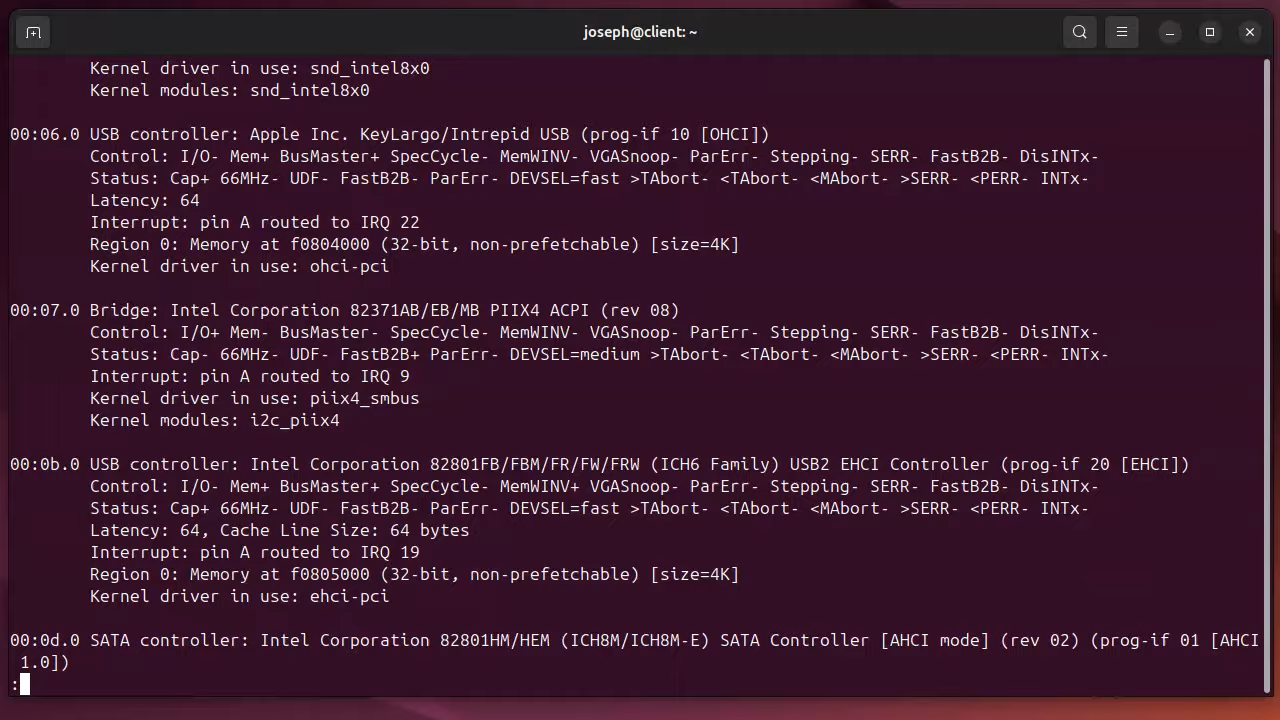 joseph@client: ~
Kernel driver in use: snd_intel8x0
Kernel modules: snd_intel8x0
00:06.0 USB controller: Apple Inc. KeyLargo/Intrepid USB (prog-if 10 [OHCI])
Control: I/O- Mem+ BusMaster+ SpecCycle- MemWINV- VGASnoop- ParErr- Stepping- SERR- FastB2B- DisINTx-
Status: Cap+ 66MHz- UDF- FastB2B- ParErr- DEVSEL=fast >TAbort- <TAbort- <MAbort- >SERR- <PERR- INTx-
Latency: 64
Interrupt: pin A routed to IRQ 22
Region 0: Memory at f0804000 (32-bit, non-prefetchable) [size=4K]
Kernel driver in use: ohci-pci
00:07.0 Bridge: Intel Corporation 82371AB/EB/MB PIIX4 ACPI (rev 08)
Control: I/O+ Mem- BusMaster- SpecCycle- MemWINV- VGASnoop- ParErr- Stepping- SERR- FastB2B- DisINTx-
Status: Cap- 66MHz- UDF- FastB2B+ ParErr- DEVSEL=medium >TAbort- <TAbort- <MAbort- >SERR- <PERR- INTx-
Interrupt: pin A routed to IRQ 9
Kernel driver in use: piix4_smbus
Kernel modules: i2c_piix4
00:0b.0 USB controller: Intel Corporation 82801FB/FBM/FR/FW/FRW (ICH6 Family) USB2 EHCI Controller (prog-if 20 [EHCI])
Control: I/O- Mem+ BusMaster+ SpecCycle- MemWINV+ VGASnoop- ParErr- Stepping- SERR- FastB2B- DisINTx-
Status: Cap+ 66MHz- UDF- FastB2B- ParErr- DEVSEL=fast >TAbort- <TAbort- <MAbort- >SERR- <PERR- INTx-
Latency: 64, Cache Line Size: 64 bytes
Interrupt: pin A routed to IRQ 19
Region 0: Memory at f0805000 (32-bit, non-prefetchable) [size=4K]
Kernel driver in use: ehci-pci
00:0d.0 SATA controller: Intel Corporation 82801HM/HEM (ICH8M/ICH8M-E) SATA Controller [AHCI mode] (rev 02) (prog-if 01 [AHCI
1.0])
: